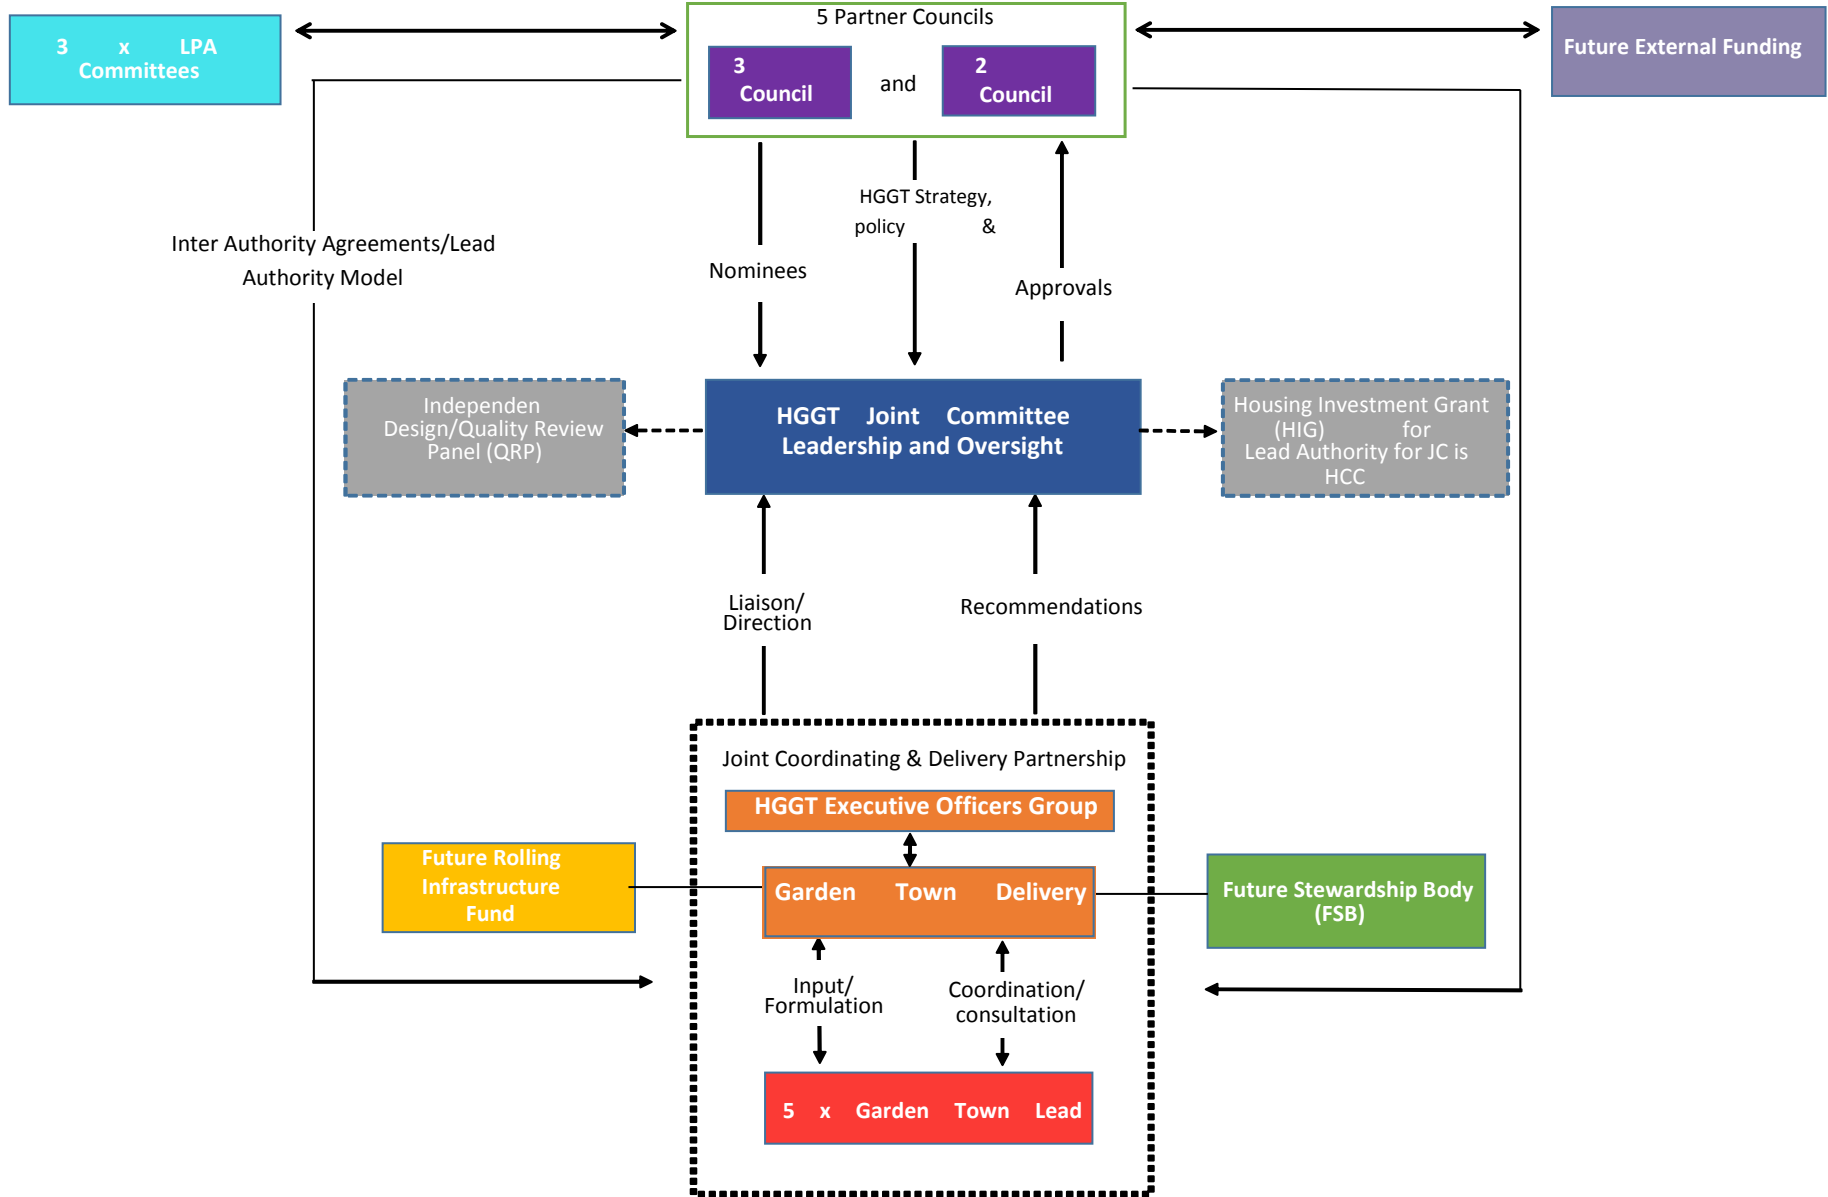 5 Partner Councils
3 x LPA
Committees
3
Council
and
2
Council
Future External Funding
HGGT Strategy,
policy &
Inter Authority Agreements/Lead
Authority Model
Nominees
Approvals
Independen
Design/Quality Review
Panel (QRP)
HGGT Joint Committee
Leadership and Oversight
Housing Investment Grant
(HIG) for
Lead Authority for JC is
HCC
Liaison/
Direction
Recommendations
Joint Coordinating & Delivery Partnership
HGGT Executive Officers Group
Future Rolling
Infrastructure
Fund
Garden Town Delivery
Future Stewardship Body
(FSB)
Input/
Formulation
Coordination/
consultation
5 x Garden Town Lead